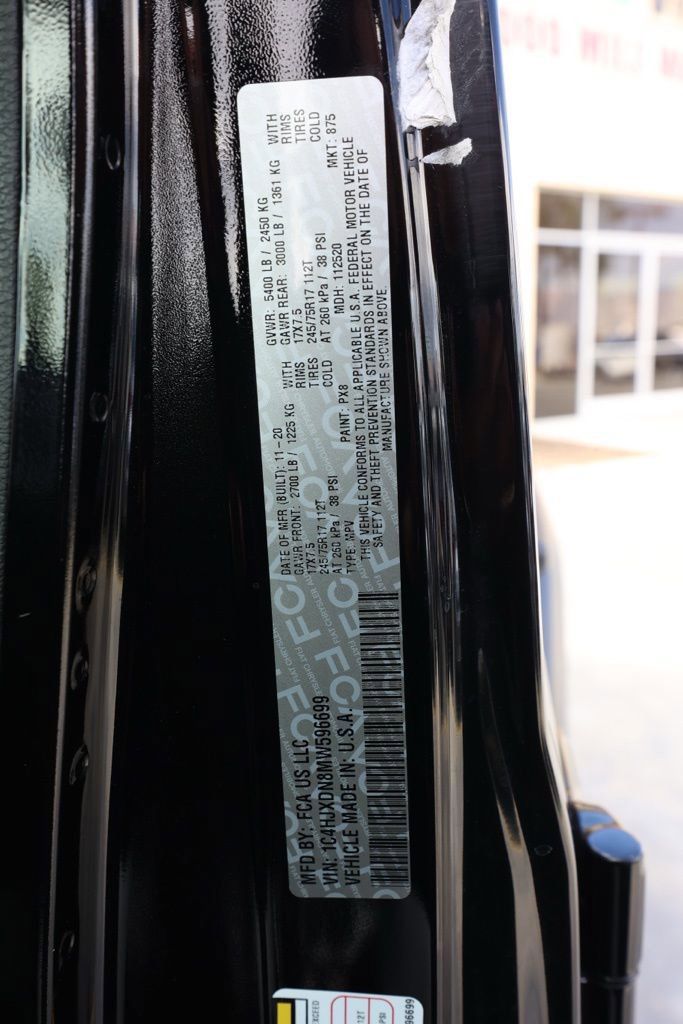 MFD BY: FCA US LLC
VIN: 1C4HJXDN8MW596699
VEHICLE MADE IN: U.S.A.
DATE OF MFR (BUILT): 11-20 GVWR: 5400 LB / 2450 KG
GAWR FRONT: 2700 LB / 1225 KG WITH GAWR REAR: 3000 LB / 1361 KG WITH
17X7.5 RIMS 17X7.5 RIMS
245/75R17 112T TIRES 245/75R17 112T TIRES
AT 260 kPa / 38 PSI COLD AT 260 kPa / 38 PSI COLD
TYPE: MPV PAINT: PX8 MDH: 112520 MKT: 875
THIS VEHICLE CONFORMS TO ALL APPLICABLE U.S.A. FEDERAL MOTOR VEHICLE
SAFETY AND THEFT PREVENTION STANDARDS IN EFFECT ON THE DATE OF
MANUFACTURE SHOWN ABOVE.
EXCEED
12T
PSI
96699